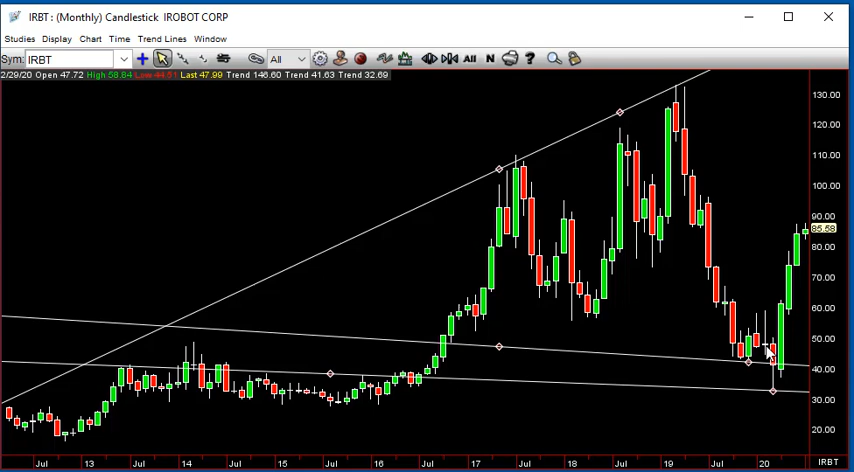 IRBT : (Monthly) Candlestick IROBOT CORP
Studies Display Chart Time Trend Lines Window
Sym: IRBT All All N ?
2/29/20 Open 47.72 High 58.84 Low 44.51 Last 47.99 Trend 146.60 Trend 41.63 Trend 32.69
130.00
120.00
110.00
100.00
90.00
85.58
80.00
70.00
60.00
50.00
40.00
30.00
20.00
Jul 13 Jul 14 Jul 15 Jul 16 Jul 17 Jul 18 Jul 19 Jul 20 IRBT